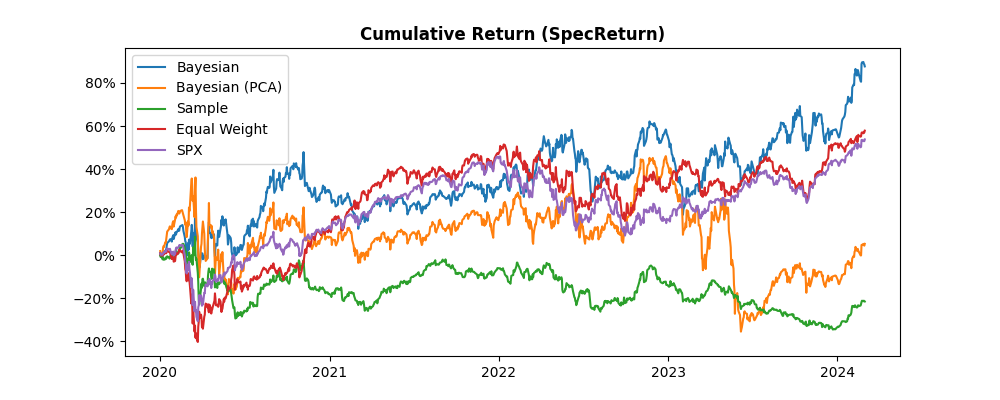 Cumulative Return (SpecReturn)
Bayesian
Bayesian (PCA)
Sample
Equal Weight
SPX
80%
60%
40%
20%
0%
−20%
−40%
2020
2021
2022
2023
2024